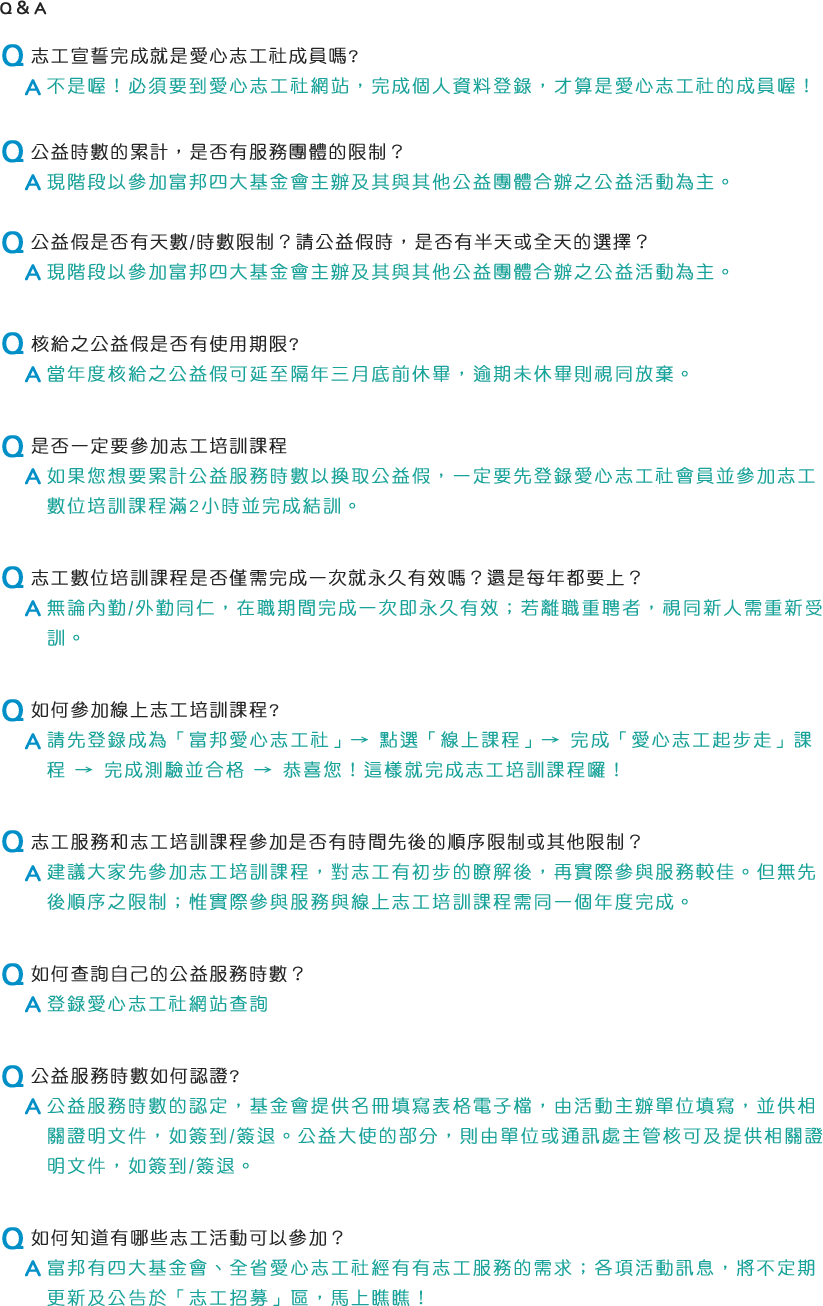 Q & A
Q 志工宣誓完成就是愛心志工社成員嗎?
A 不是喔！必須要到愛心志工社網站，完成個人資料登錄，才算是愛心志工社的成員喔！
Q 公益時數的累計，是否有服務團體的限制？
A 現階段以參加富邦四大基金會主辦及其與其他公益團體合辦之公益活動為主。
Q 公益假是否有天數/時數限制？請公益假時，是否有半天或全天的選擇？
A 現階段以參加富邦四大基金會主辦及其與其他公益團體合辦之公益活動為主。
Q 核給之公益假是否有使用期限?
A 當年度核給之公益假可延至隔年三月底前休畢，逾期未休畢則視同放棄。
Q 是否一定要參加志工培訓課程
A 如果您想要累計公益服務時數以換取公益假，一定要先登錄愛心志工社會員並參加志工
數位培訓課程滿2小時並完成結訓。
Q 志工數位培訓課程是否僅需完成一次就永久有效嗎？還是每年都要上？
A 無論內勤/外勤同仁，在職期間完成一次即永久有效；若離職重聘者，視同新人需重新受
訓。
Q 如何參加線上志工培訓課程?
A 請先登錄成為「富邦愛心志工社」→ 點選「線上課程」→ 完成「愛心志工起步走」課
程 → 完成測驗並合格 → 恭喜您！這樣就完成志工培訓課程囉！
Q 志工服務和志工培訓課程參加是否有時間先後的順序限制或其他限制？
A 建議大家先參加志工培訓課程，對志工有初步的瞭解後，再實際參與服務較佳。但無先
後順序之限制；惟實際參與服務與線上志工培訓課程需同一個年度完成。
Q 如何查詢自己的公益服務時數？
A 登錄愛心志工社網站查詢
Q 公益服務時數如何認證?
A 公益服務時數的認定，基金會提供名冊填寫表格電子檔，由活動主辦單位填寫，並供相
關證明文件，如簽到/簽退。公益大使的部分，則由單位或通訊處主管核可及提供相關證
明文件，如簽到/簽退。
Q 如何知道有哪些志工活動可以參加？
A 富邦有四大基金會、全省愛心志工社經有有志工服務的需求；各項活動訊息，將不定期
更新及公告於「志工招募」區，馬上瞧瞧！